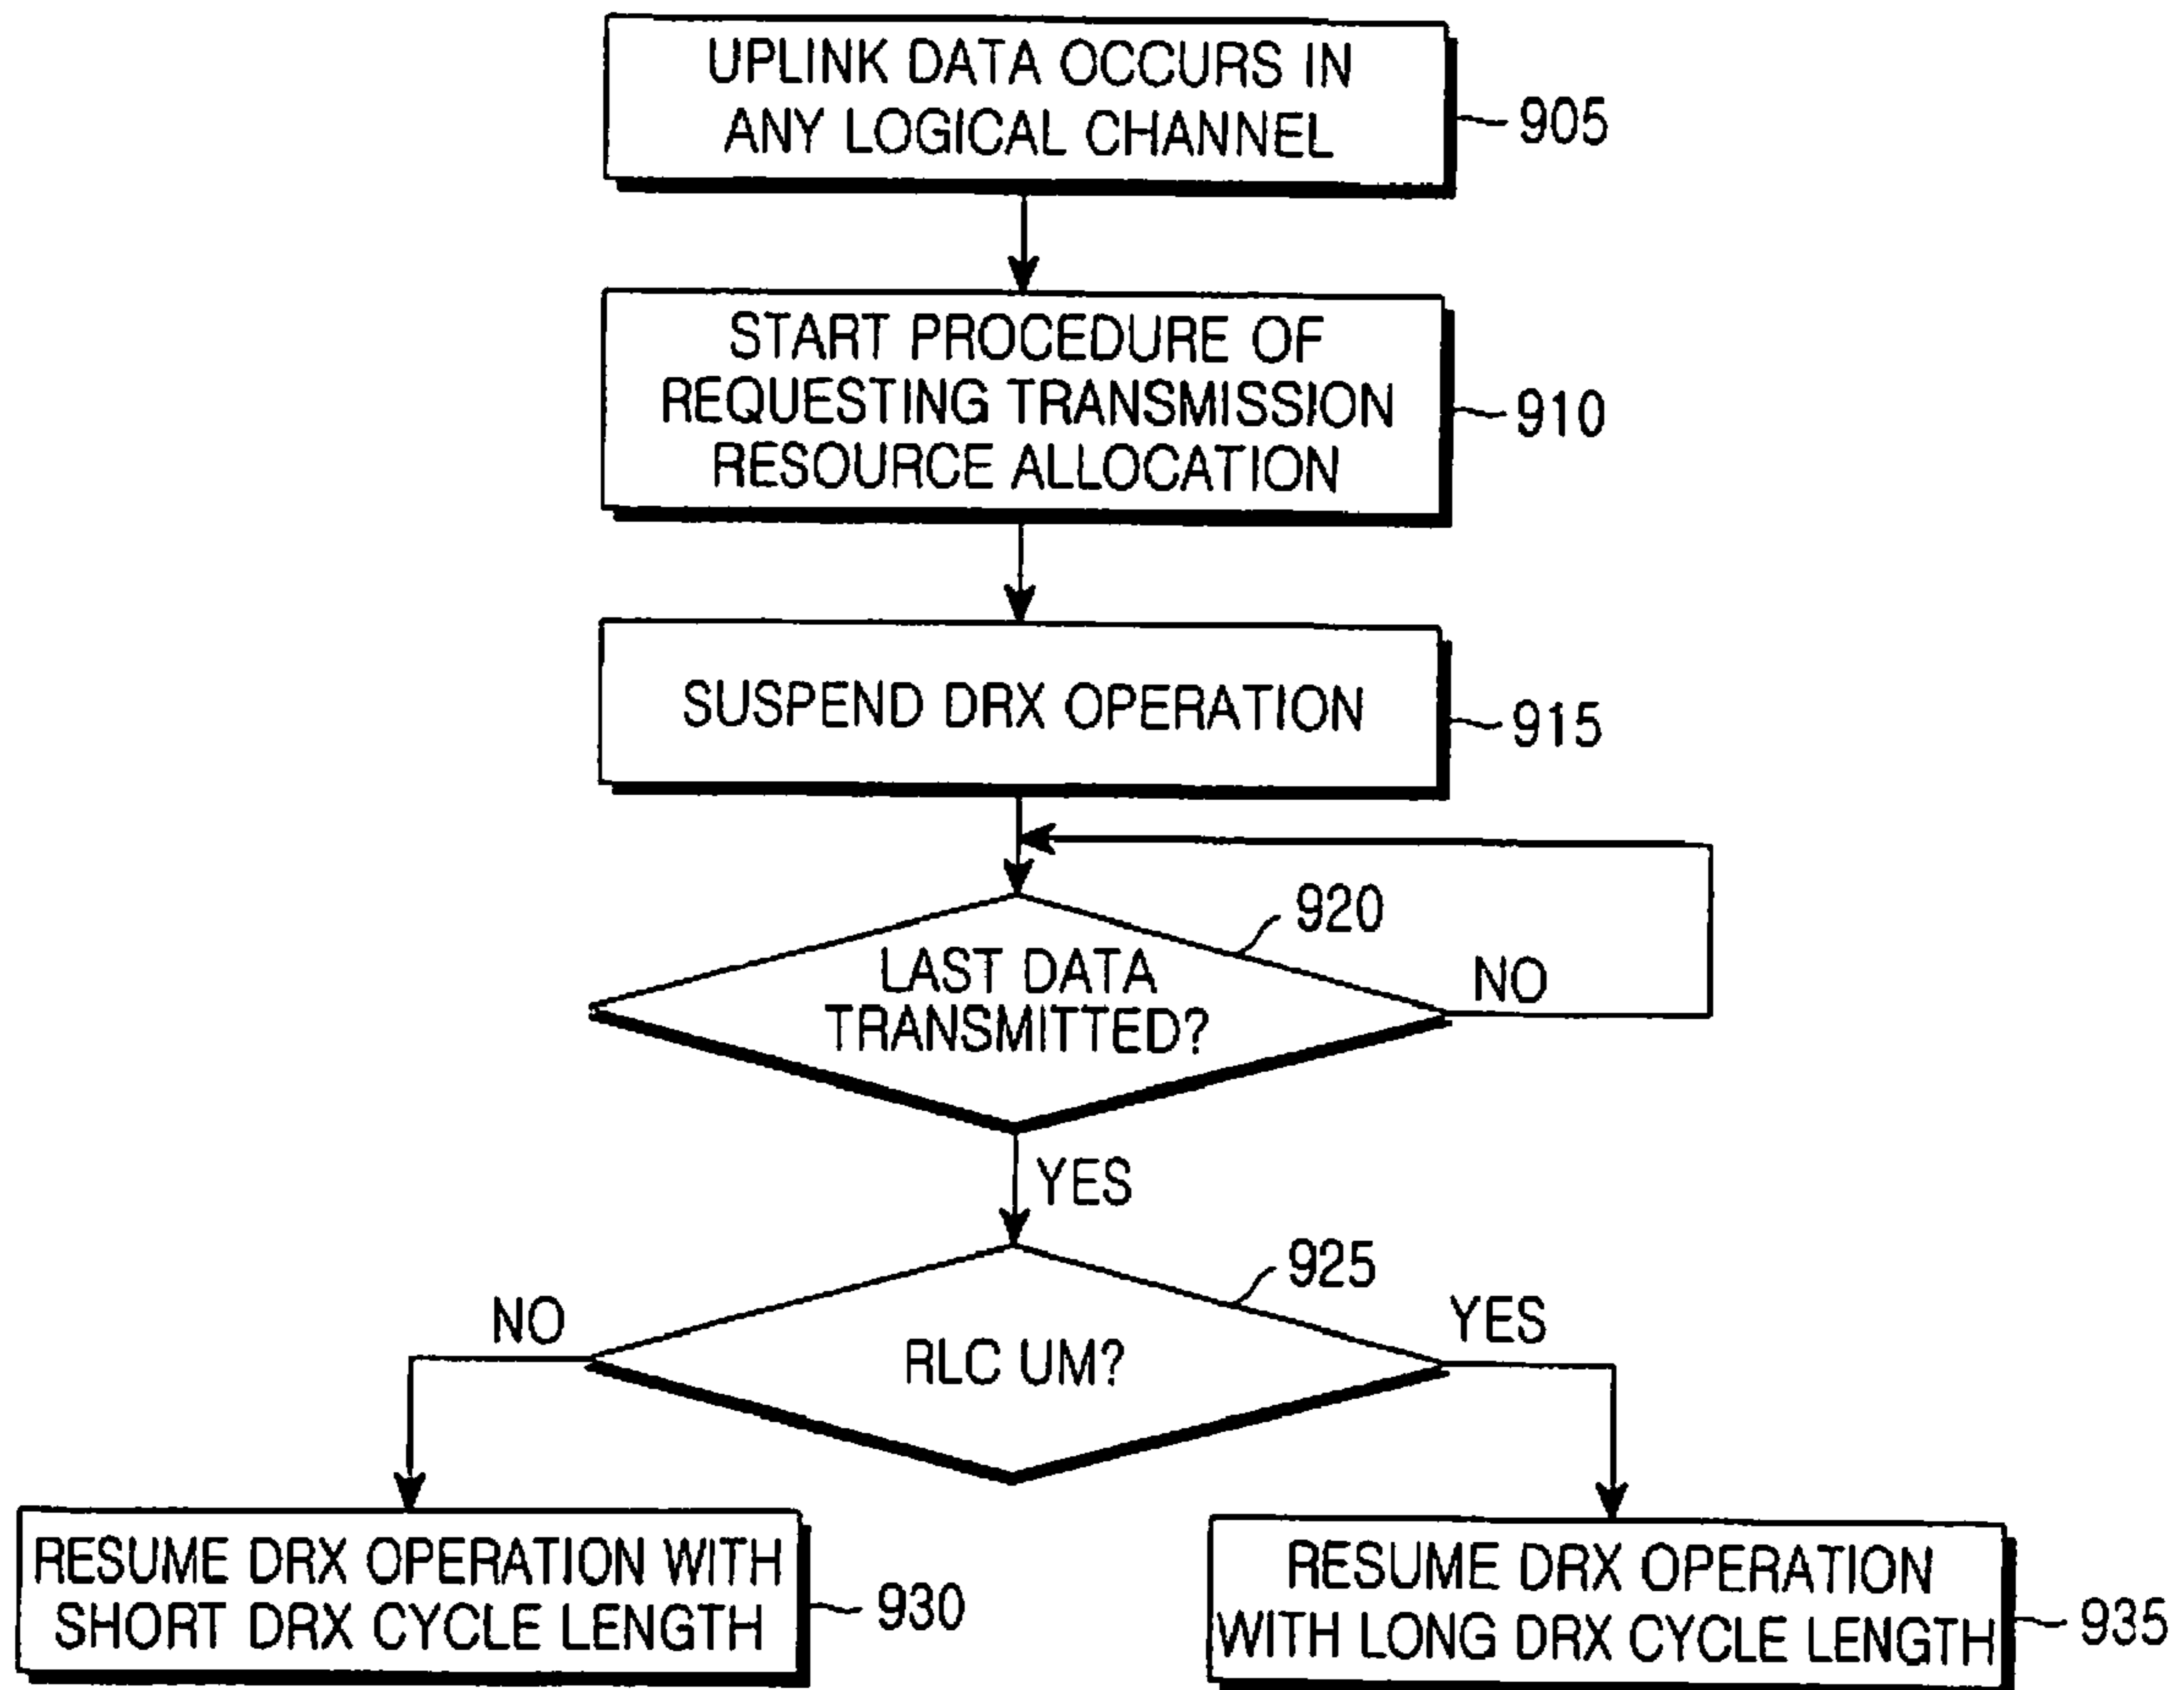 UPLINK DATA OCCURS IN
ANY LOGICAL CHANNEL
905
START PROCEDURE OF
REQUESTING TRANSMISSION
RESOURCE ALLOCATION
910
SUSPEND DRX OPERATION
915
920
LAST DATA
TRANSMITTED?
NO
YES
925
NO
RLC UM?
YES
RESUME DRX OPERATION WITH
SHORT DRX CYCLE LENGTH
930
RESUME DRX OPERATION
WITH LONG DRX CYCLE LENGTH
935